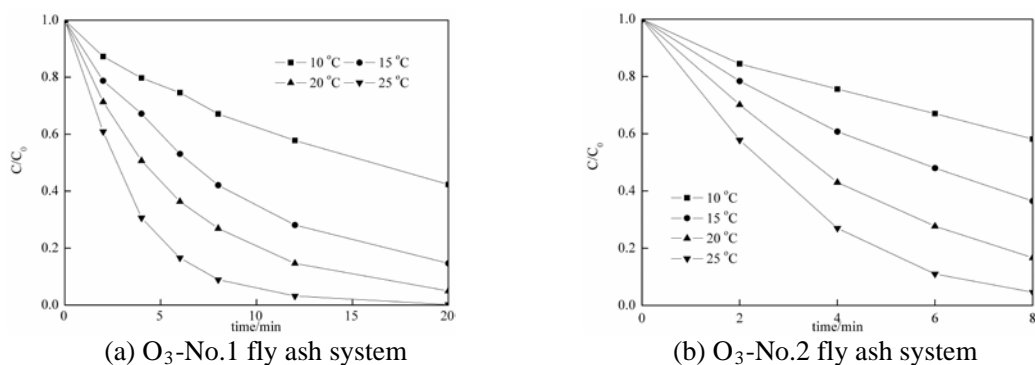 1.0
0.8
0.6
0.4
0.2
0.0
C/C₀
10 °C 15 °C
20 °C 25 °C
0 5 10 15 20
time/min
(a) O₃-No.1 fly ash system
1.0
0.8
0.6
0.4
0.2
0.0
C/C₀
10 °C
15 °C
20 °C
25 °C
0 2 4 6 8
time/min
(b) O₃-No.2 fly ash system